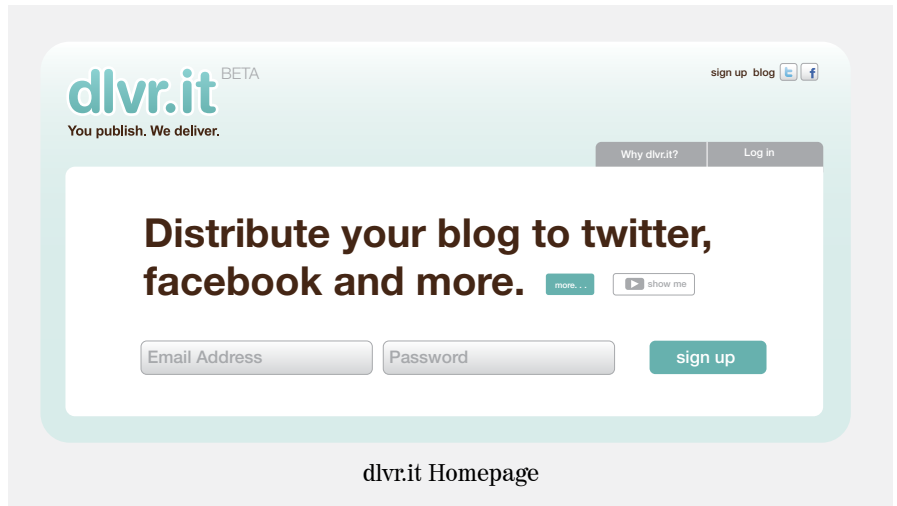 dlvr.it BETA
You publish. We deliver.
sign up blog
Why dlvr.it? Log in
Distribute your blog to twitter,
facebook and more. more. . . show me
Email Address Password sign up
dlvr.it Homepage